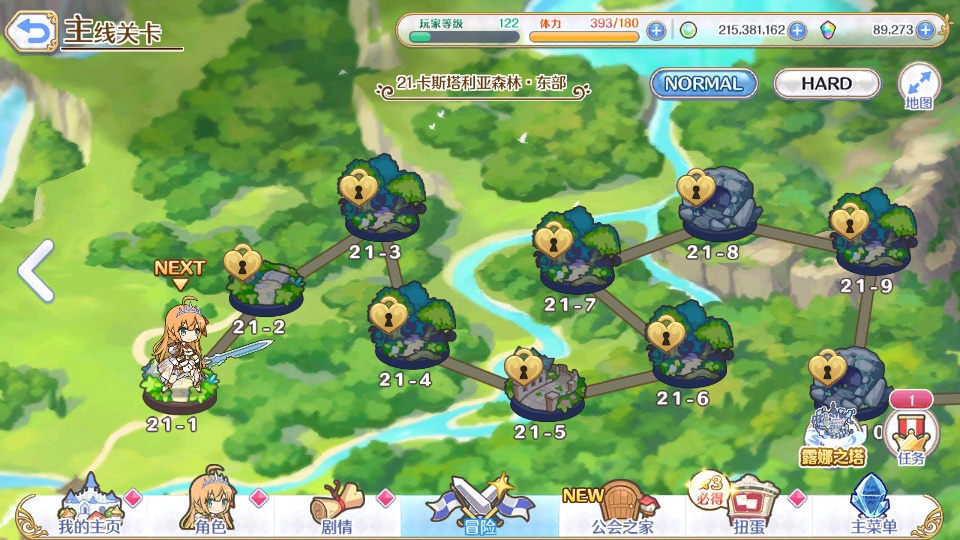 主线关卡
玩家等级 122
体力 393/180
215,381,162
89,273
21.卡斯塔利亚森林·东部
NORMAL
HARD
地图
21-3
21-8
21-9
NEXT
21-2
21-7
21-4
21-6
21-1
21-5
10
1
露娜之塔
任务
我的主页
角色
剧情
冒险
NEW
公会之家
★3
必得
扭蛋
主菜单